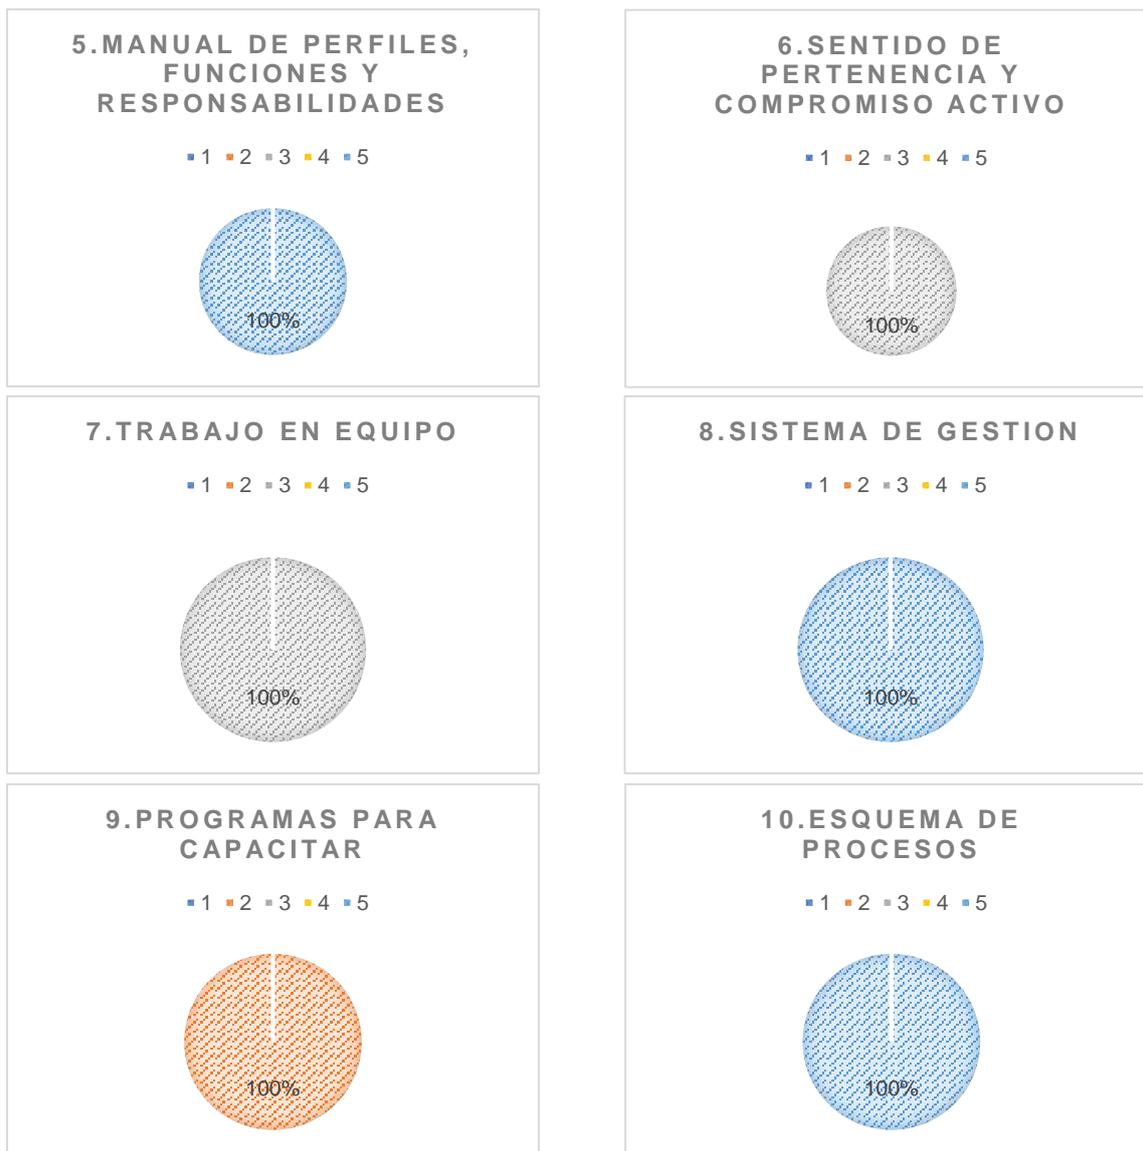 5.MANUAL DE PERFILES,
FUNCIONES Y
RESPONSABILIDADES
1 2 3 4 5
100%
6.SENTIDO DE
PERTENENCIA Y
COMPROMISO ACTIVO
1 2 3 4 5
100%
7.TRABAJO EN EQUIPO
1 2 3 4 5
100%
8.SISTEMA DE GESTION
1 2 3 4 5
100%
9.PROGRAMAS PARA
CAPACITAR
1 2 3 4 5
100%
10.ESQUEMA DE
PROCESOS
1 2 3 4 5
100%